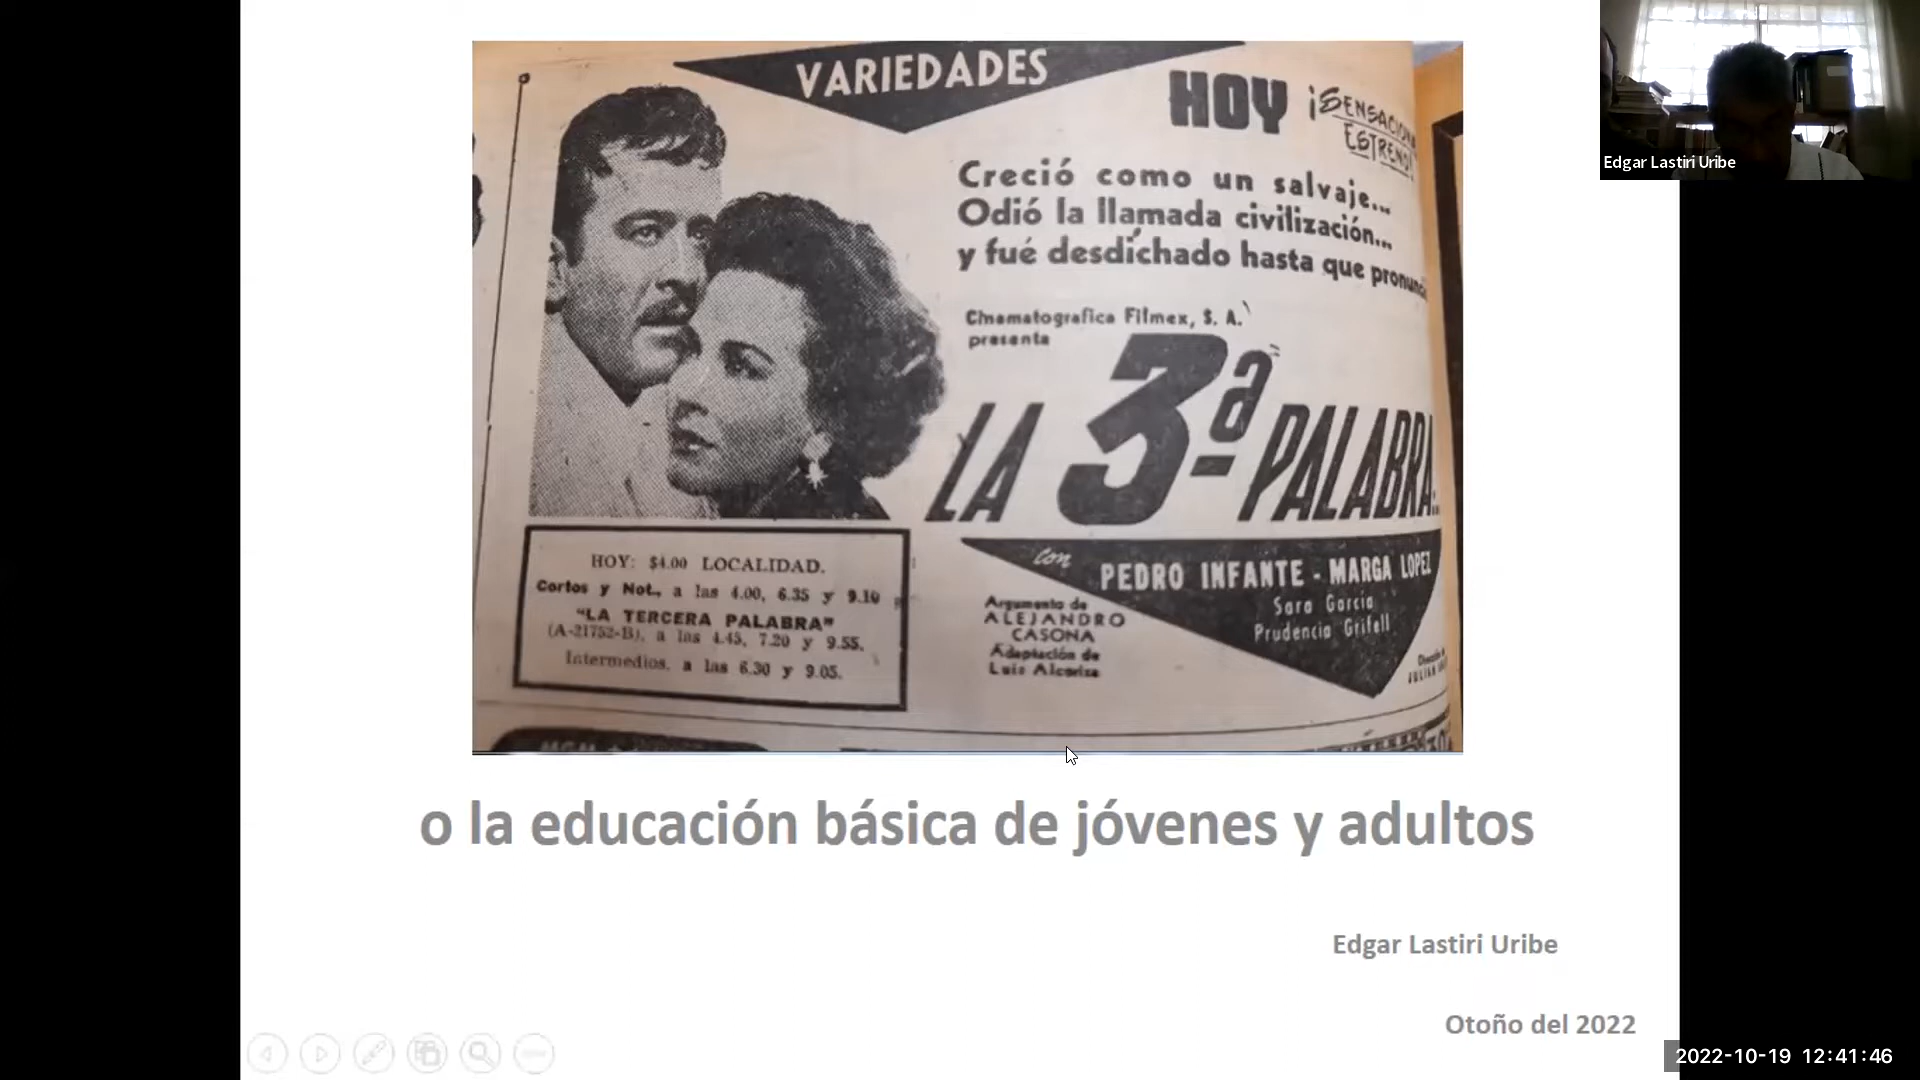 VARIEDADES
HOY
Creció como un salvaje...
Odió la llamada civilización...
y fué desdichado hasta que
Cinematografica Filmex, S. A.
presenta
LA 3ª PALABRA
HOY: $4.00 LOCALIDAD.
Cortos y Not., a las 4.00, 6.35 y 9.10
"LA TERCERA PALABRA"
(A-21752-B), a las 4.45, 7.20 y 9.55.
Intermedios, a las 6.30 y 9.05.
con
PEDRO INFANTE - MARGA LOPEZ
Sara García
Prudencia Grifell
Argumento de
ALEJANDRO
CASONA
Adaptación de
Luis Alcoriza
o la educación básica de jóvenes y adultos
Edgar Lastiri Uribe
Otoño del 2022
Edgar Lastiri Uribe
2022-10-19 12:41:46